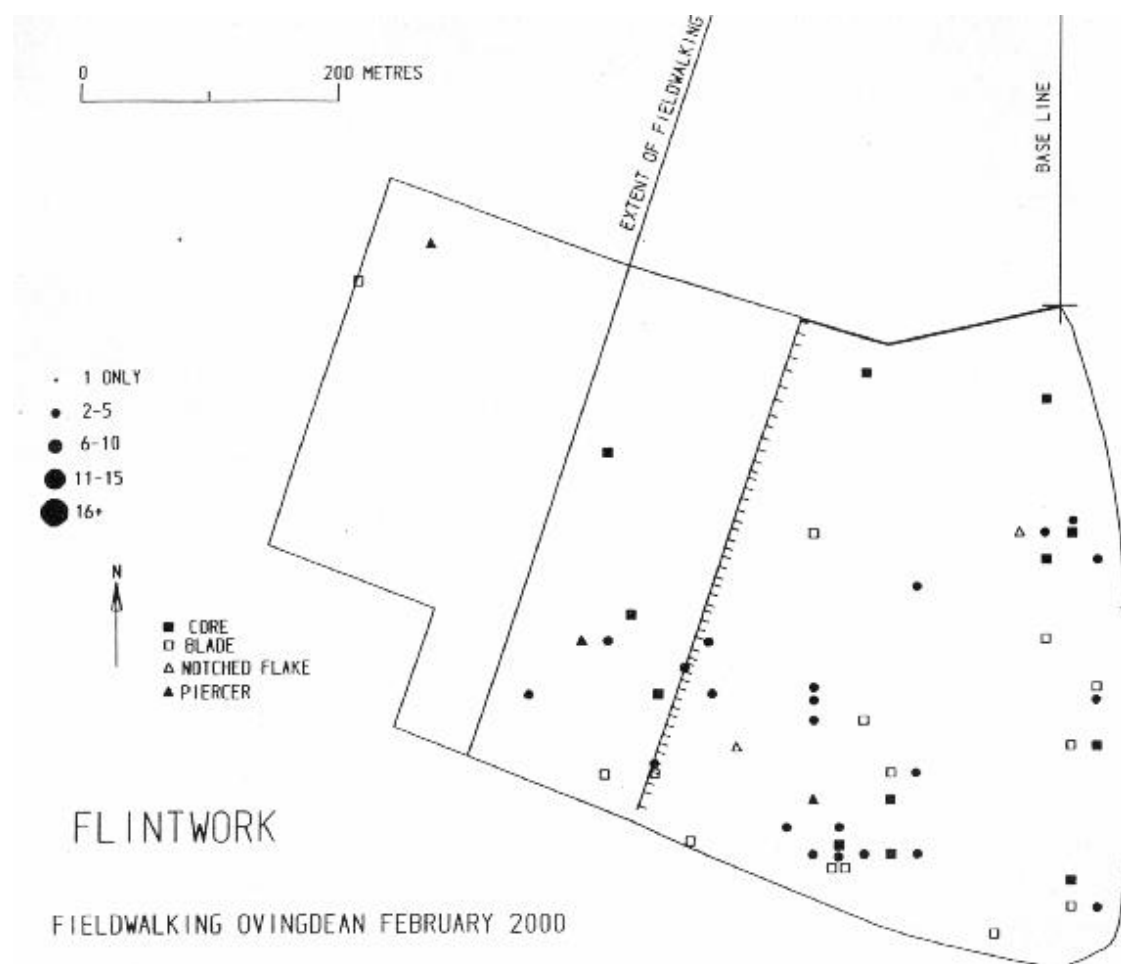 0 200 METRES
EXTENT OF FIELDWALKING
BASE LINE
1 ONLY
2-5
6-10
11-15
16+
N
CORE
BLADE
NOTCHED FLAKE
PIERCER
FLINTWORK
FIELDWALKING OVINGDEAN FEBRUARY 2000